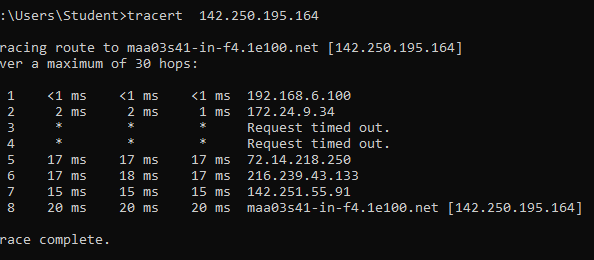 :\Users\Student>tracert  142.250.195.164
racing route to maa03s41-in-f4.1e100.net [142.250.195.164]
ver a maximum of 30 hops:
  1    <1 ms    <1 ms    <1 ms  192.168.6.100
  2     2 ms     2 ms     1 ms  172.24.9.34
  3     *        *        *     Request timed out.
  4     *        *        *     Request timed out.
  5    17 ms    17 ms    17 ms  72.14.218.250
  6    17 ms    18 ms    17 ms  216.239.43.133
  7    15 ms    15 ms    15 ms  142.251.55.91
  8    20 ms    20 ms    20 ms  maa03s41-in-f4.1e100.net [142.250.195.164]
race complete.